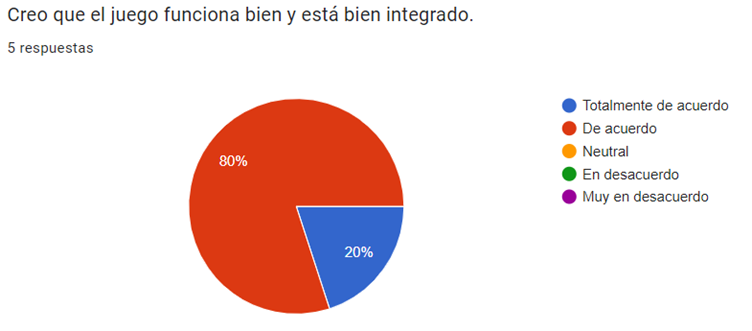 Creo que el juego funciona bien y está bien integrado.
5 respuestas
80%
20%
Totalmente de acuerdo
De acuerdo
Neutral
En desacuerdo
Muy en desacuerdo